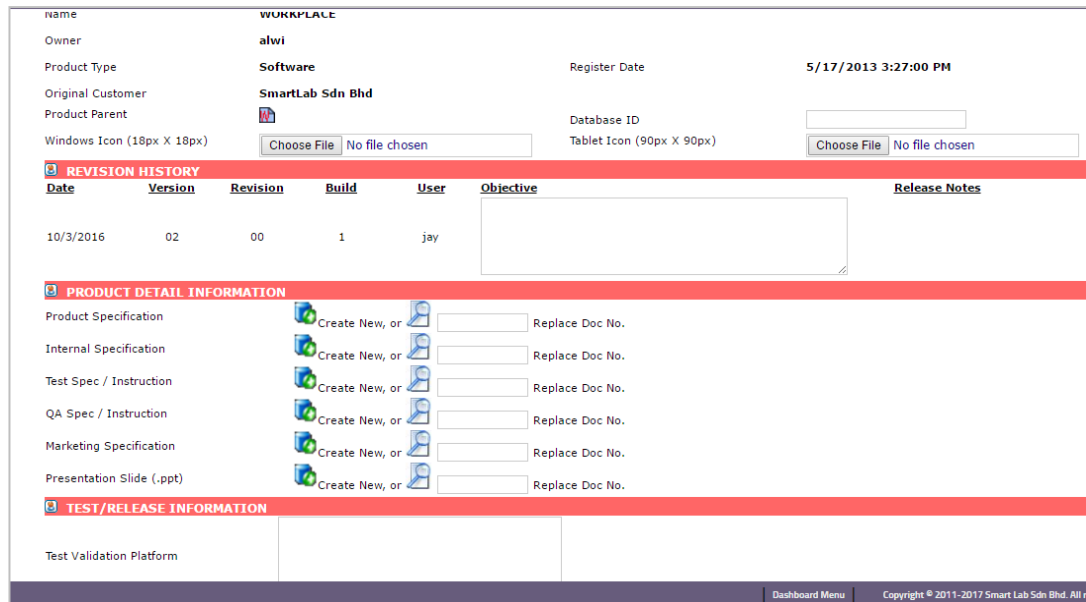 Name WORKPLACE
Owner alwi
Product Type Software Register Date 5/17/2013 3:27:00 PM
Original Customer SmartLab Sdn Bhd
Product Parent Database ID
Windows Icon (18px X 18px) Choose File No file chosen Tablet Icon (90px X 90px) Choose File No file chosen
REVISION HISTORY
Date Version Revision Build User Objective Release Notes
10/3/2016 02 00 1 jay
PRODUCT DETAIL INFORMATION
Product Specification Create New, or Replace Doc No.
Internal Specification Create New, or Replace Doc No.
Test Spec / Instruction Create New, or Replace Doc No.
QA Spec / Instruction Create New, or Replace Doc No.
Marketing Specification Create New, or Replace Doc No.
Presentation Slide (.ppt) Create New, or Replace Doc No.
TEST/RELEASE INFORMATION
Test Validation Platform
Dashboard Menu Copyright © 2011-2017 Smart Lab Sdn Bhd. All